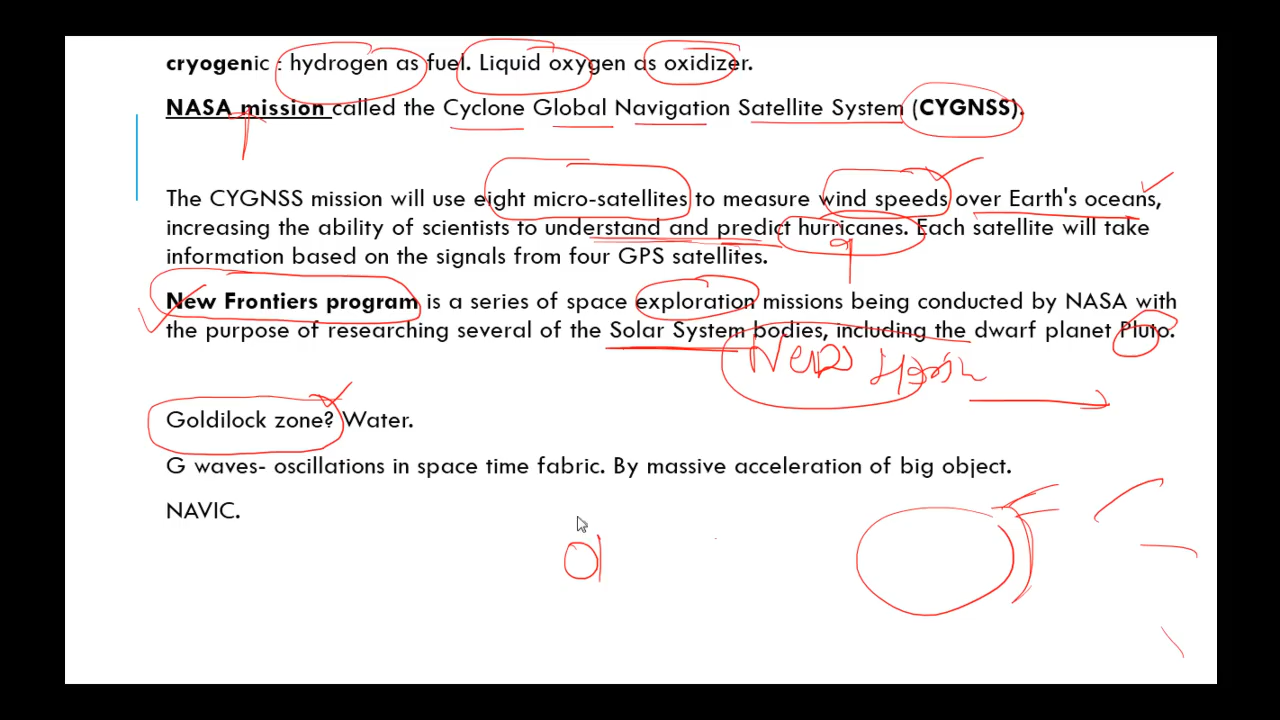 cryogenic : hydrogen as fuel. Liquid oxygen as oxidizer.
NASA mission called the Cyclone Global Navigation Satellite System (CYGNSS).
The CYGNSS mission will use eight micro-satellites to measure wind speeds over Earth's oceans,
increasing the ability of scientists to understand and predict hurricanes. Each satellite will take
information based on the signals from four GPS satellites.
New Frontiers program is a series of space exploration missions being conducted by NASA with
the purpose of researching several of the Solar System bodies, including the dwarf planet Pluto.
Goldilock zone? Water.
G waves- oscillations in space time fabric. By massive acceleration of big object.
NAVIC.